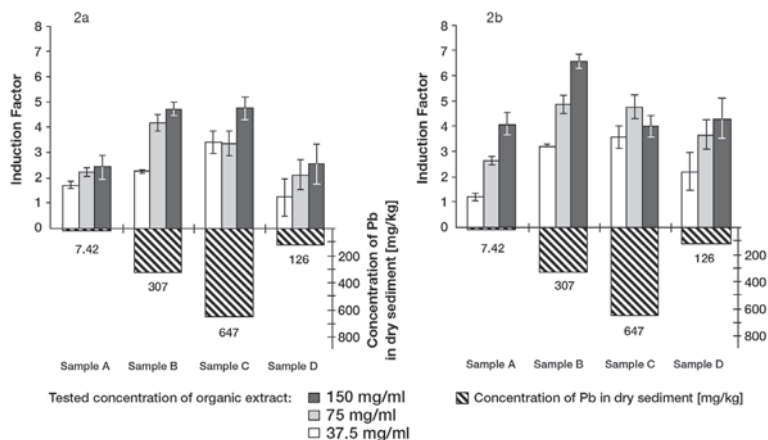 2a
8
7
6
5
4
3
2
1
0
Induction Factor
7.42
307
647
126
200
400
600
800
Concentration of Pb
in dry sediment [mg/kg]
Sample A Sample B Sample C Sample D
2b
8
7
6
5
4
3
2
1
0
Induction Factor
7.42
307
647
126
200
400
600
800
Sample A Sample B Sample C Sample D
Tested concentration of organic extract: 150 mg/ml
75 mg/ml
37.5 mg/ml
Concentration of Pb in dry sediment [mg/kg]